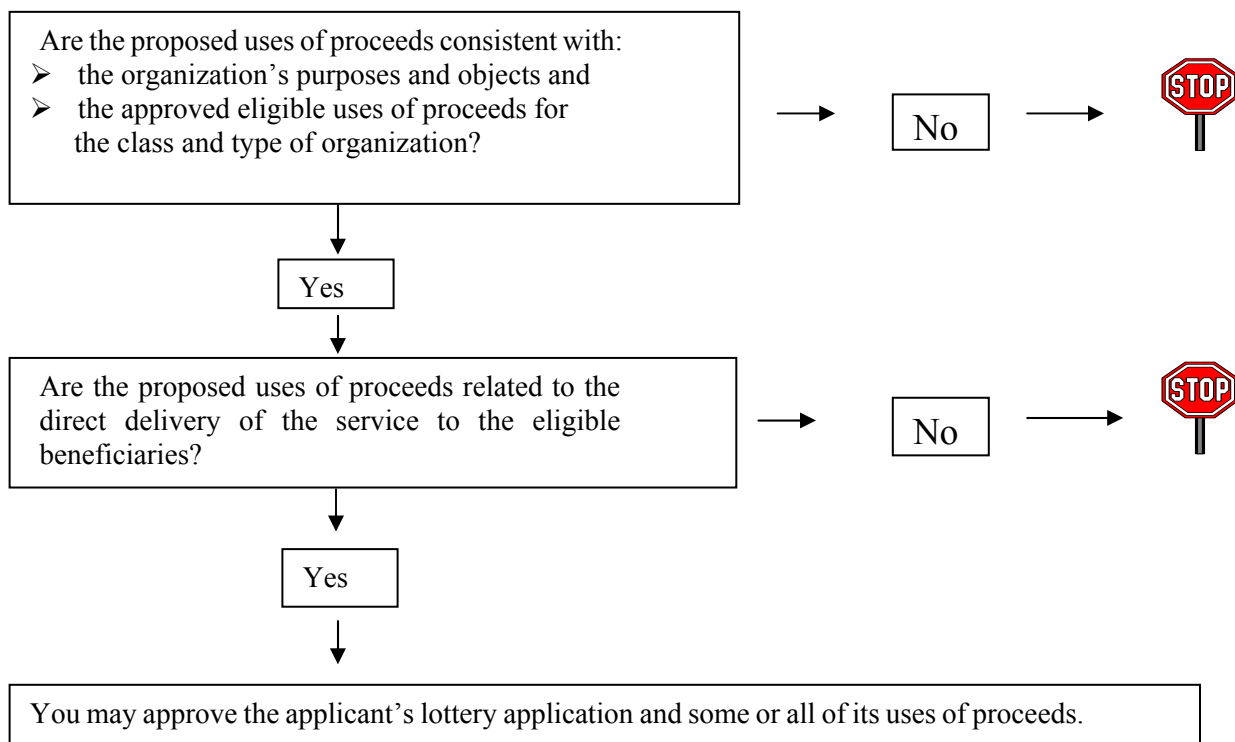 Are the proposed uses of proceeds consistent with:
➢ the organization’s purposes and objects and
➢ the approved eligible uses of proceeds for
the class and type of organization?
No
STOP
Yes
Are the proposed uses of proceeds related to the
direct delivery of the service to the eligible
beneficiaries?
No
STOP
Yes
You may approve the applicant’s lottery application and some or all of its uses of proceeds.